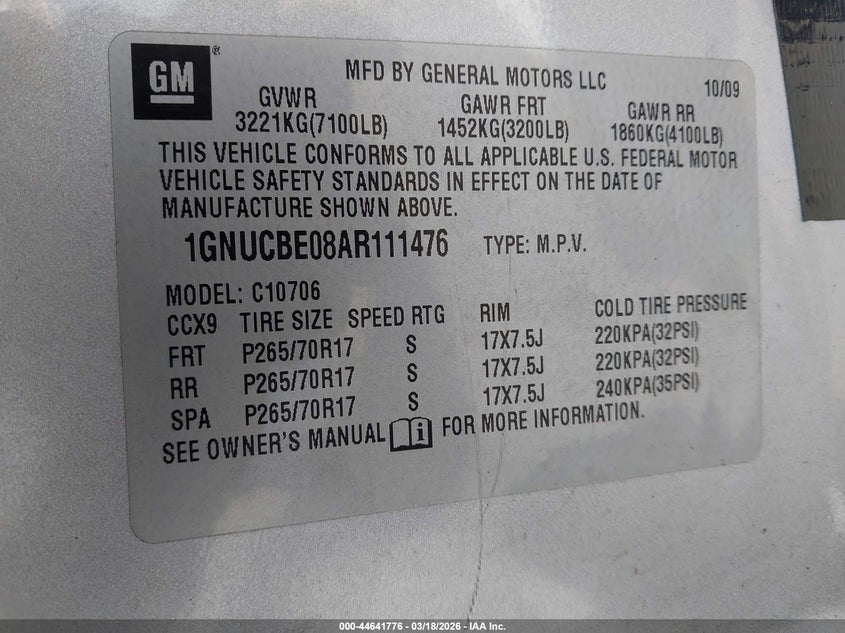 GM®
MFD BY GENERAL MOTORS LLC 10/09
GVWR GAWR FRT GAWR RR
3221KG(7100LB) 1452KG(3200LB) 1860KG(4100LB)
THIS VEHICLE CONFORMS TO ALL APPLICABLE U.S. FEDERAL MOTOR
VEHICLE SAFETY STANDARDS IN EFFECT ON THE DATE OF
MANUFACTURE SHOWN ABOVE.
1GNUCBE08AR111476 TYPE: M.P.V.
MODEL: C10706
CCX9 TIRE SIZE SPEED RTG RIM COLD TIRE PRESSURE
FRT P265/70R17 S 17X7.5J 220KPA(32PSI)
RR P265/70R17 S 17X7.5J 220KPA(32PSI)
SPA P265/70R17 S 17X7.5J 240KPA(35PSI)
SEE OWNER'S MANUAL i FOR MORE INFORMATION.
000-44641776 — 03/18/2026 — IAA Inc.